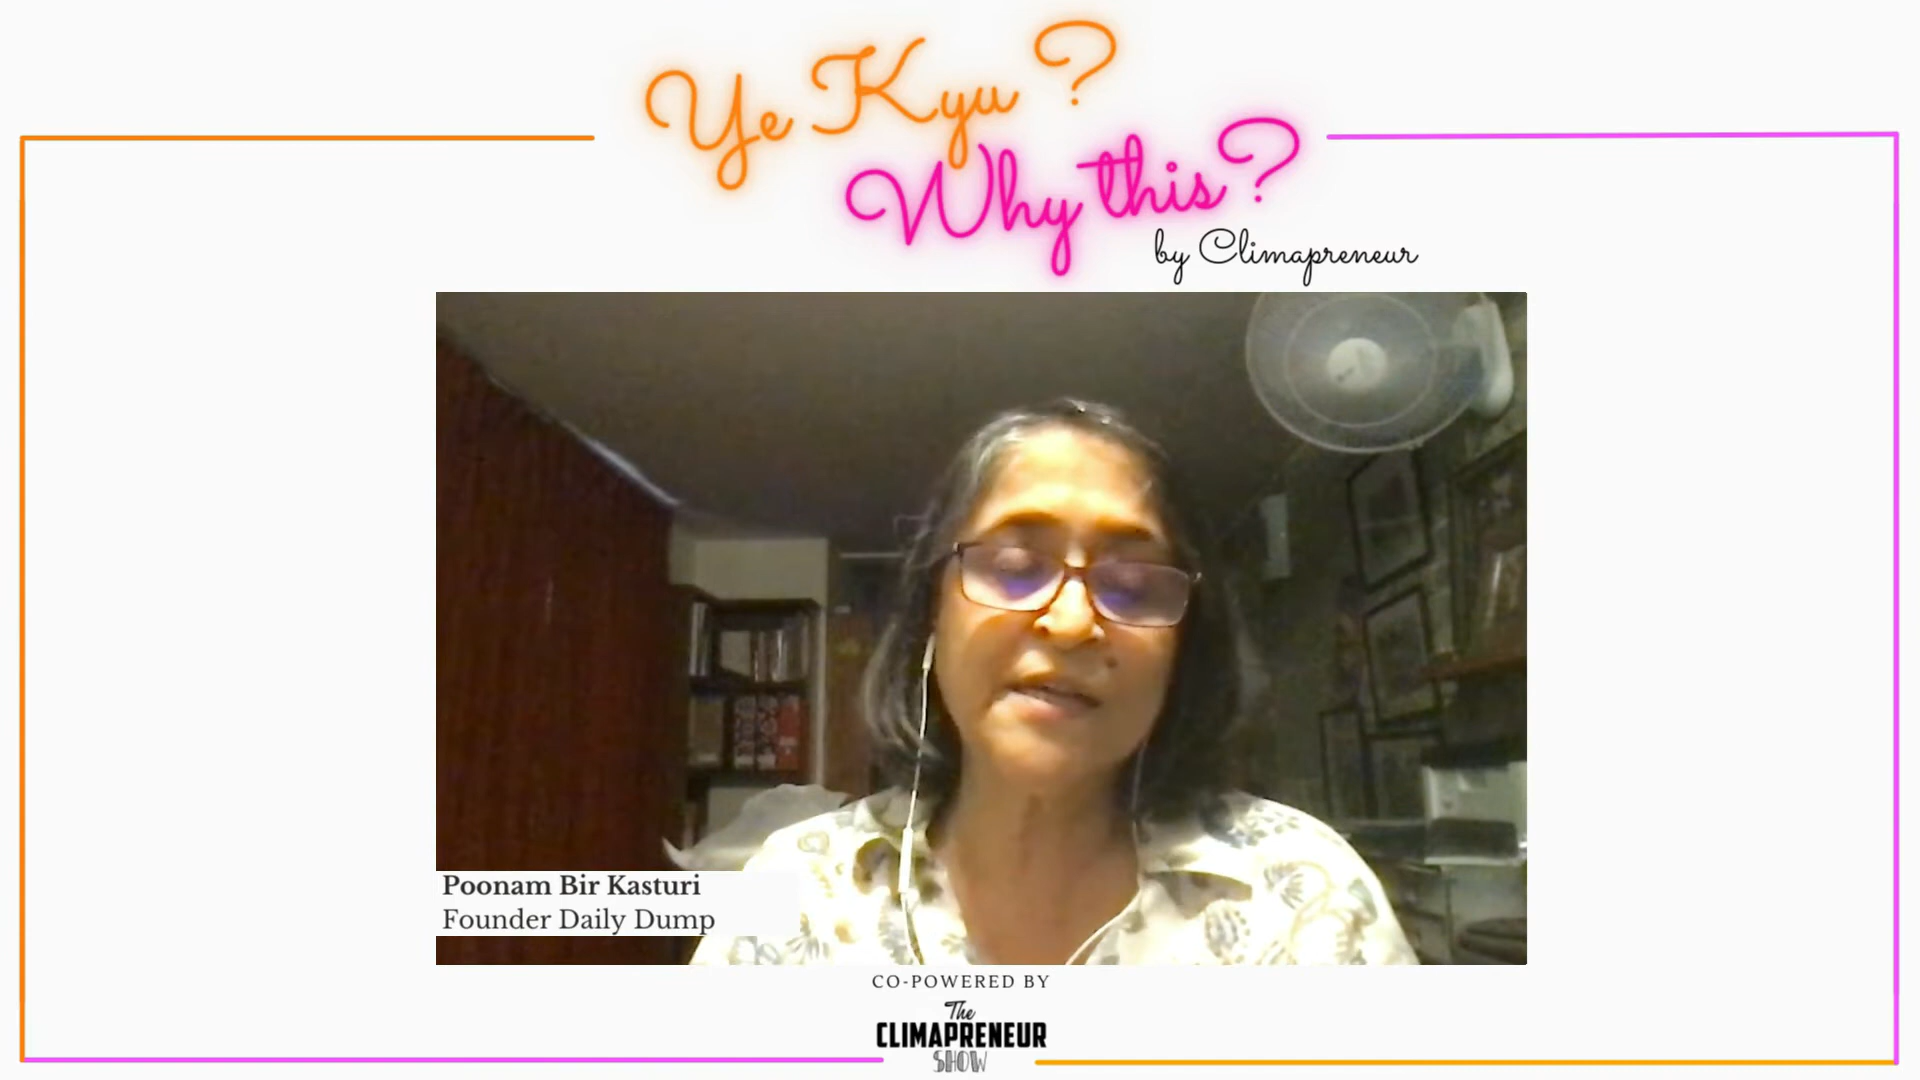 Ye Kyu ?
Why this?
by Climapreneur
Poonam Bir Kasturi
Founder Daily Dump
CO-POWERED BY
The
CLIMAPRENEUR
SHOW